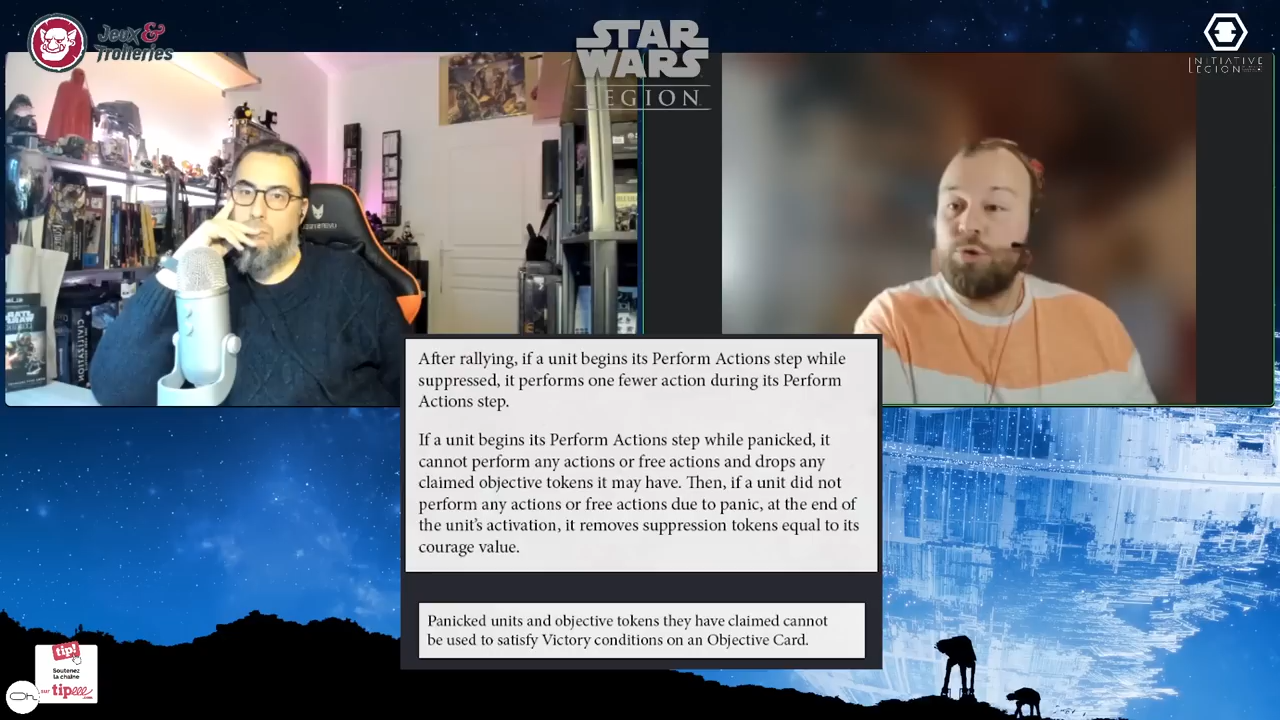 Jeux &
Trolleries
STAR
WARS
LEGION
INITIATIVE
LEGION
CIVILIZATION
After rallying, if a unit begins its Perform Actions step while
suppressed, it performs one fewer action during its Perform
Actions step.
If a unit begins its Perform Actions step while panicked, it
cannot perform any actions or free actions and drops any
claimed objective tokens it may have. Then, if a unit did not
perform any actions or free actions due to panic, at the end of
the unit's activation, it removes suppression tokens equal to its
courage value.
Panicked units and objective tokens they have claimed cannot
be used to satisfy Victory conditions on an Objective Card.
tip!
Soutenez
la chaîne
sur tipeee